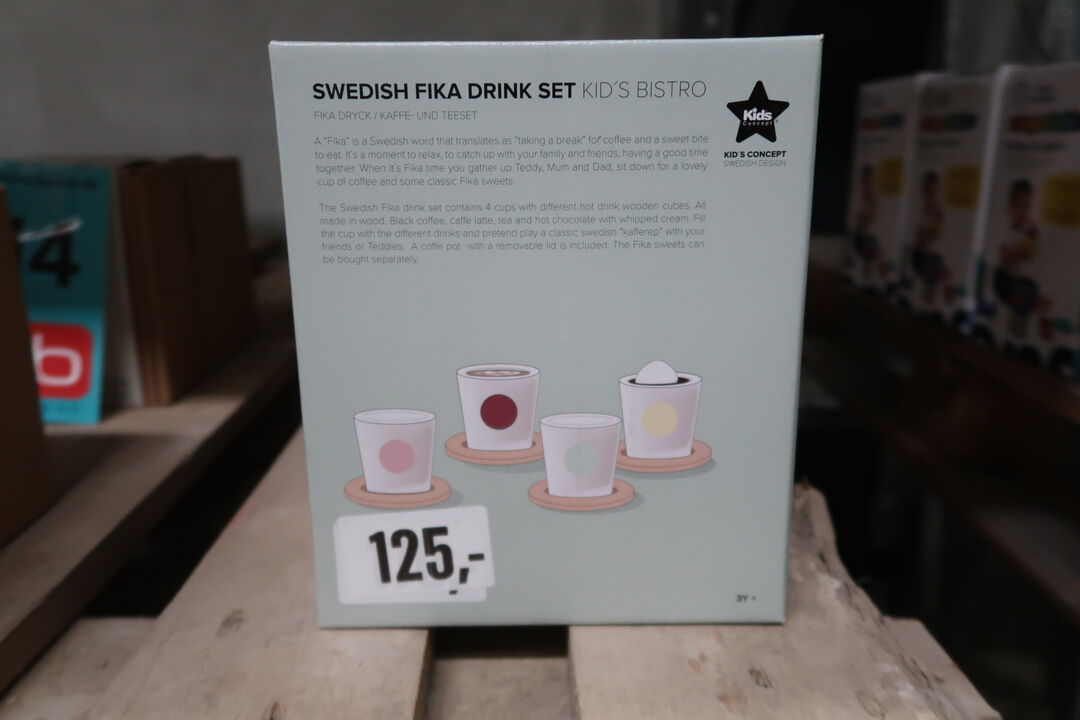 SWEDISH FIKA DRINK SET KID´S BISTRO
FIKA DRYCK / KAFFE- UND TEESET
A "Fika" is a Swedish word that translates as "taking a break" for coffee and a sweet bite
to eat. It's a moment to relax, to catch up with your family and friends, having a good time
together. When it's Fika time you gather up Teddy, Mum and Dad, sit down for a lovely
cup of coffee and some classic Fika sweets.
The Swedish Fika drink set contains 4 cups with different hot drink wooden cubes. All
made in wood. Black coffee, caffe latte, tea and hot chocolate with whipped cream. Fill
the cup with the different drinks and pretend play a classic swedish "kafferep" with your
friends or Teddies. A coffe pot with a removable lid is included. The Fika sweets can
be bought separately.
Kids
Concept
KID´S CONCEPT
SWEDISH DESIGN
4
b
125,-
3Y +